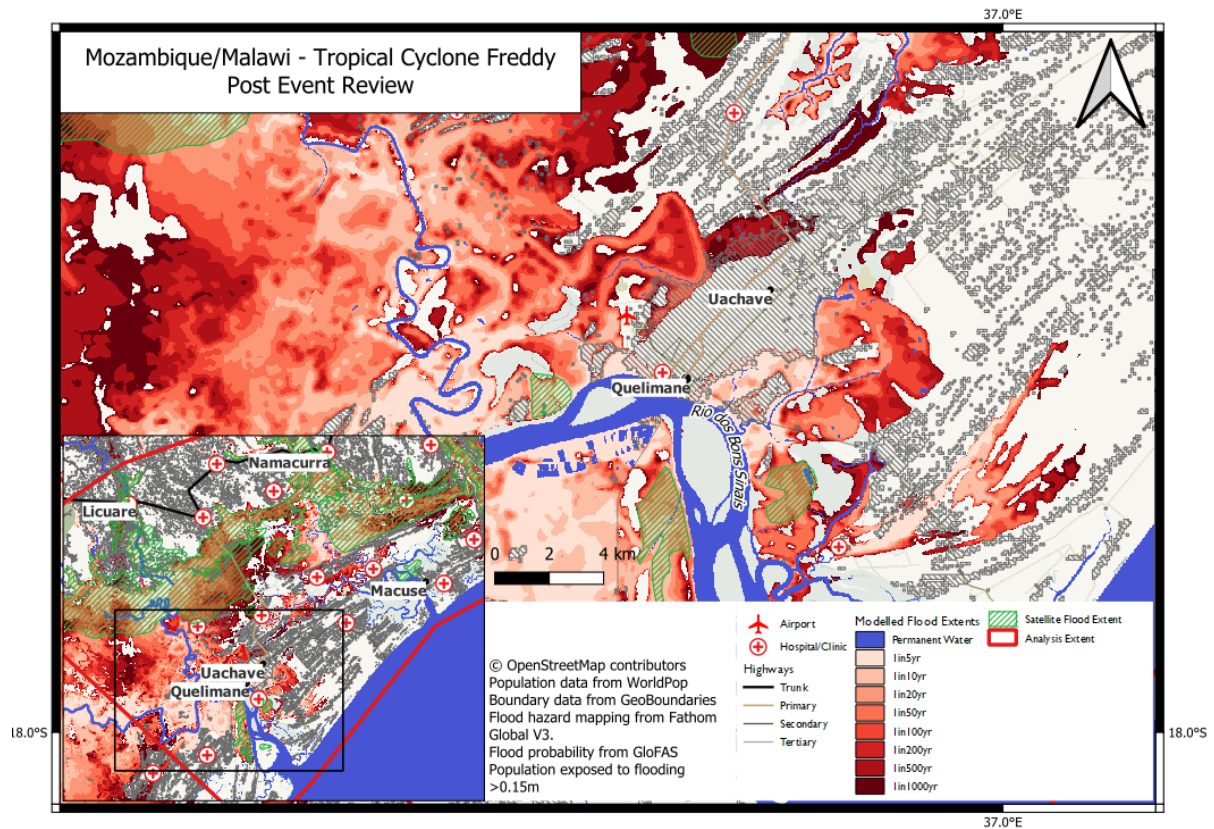 37.0°E
Mozambique/Malawi - Tropical Cyclone Freddy
Post Event Review
Uachave
Quelimane
Rio dos Bons Sinais
Namacurra
Licuare
Macuse
Uachave
Quelimane
0 2 4 km
© OpenStreetMap contributors
Population data from WorldPop
Boundary data from GeoBoundaries
Flood hazard mapping from Fathom
Global V3.
Flood probability from GloFAS
Population exposed to flooding
>0.15m
Airport
Hospital/Clinic
Highways
Trunk
Primary
Secondary
Tertiary
Modelled Flood Extents
Permanent Water
1in5yr
1in10yr
1in20yr
1in50yr
1in100yr
1in200yr
1in500yr
1in1000yr
Satellite Flood Extent
Analysis Extent
18.0°S
18.0°S
37.0°E